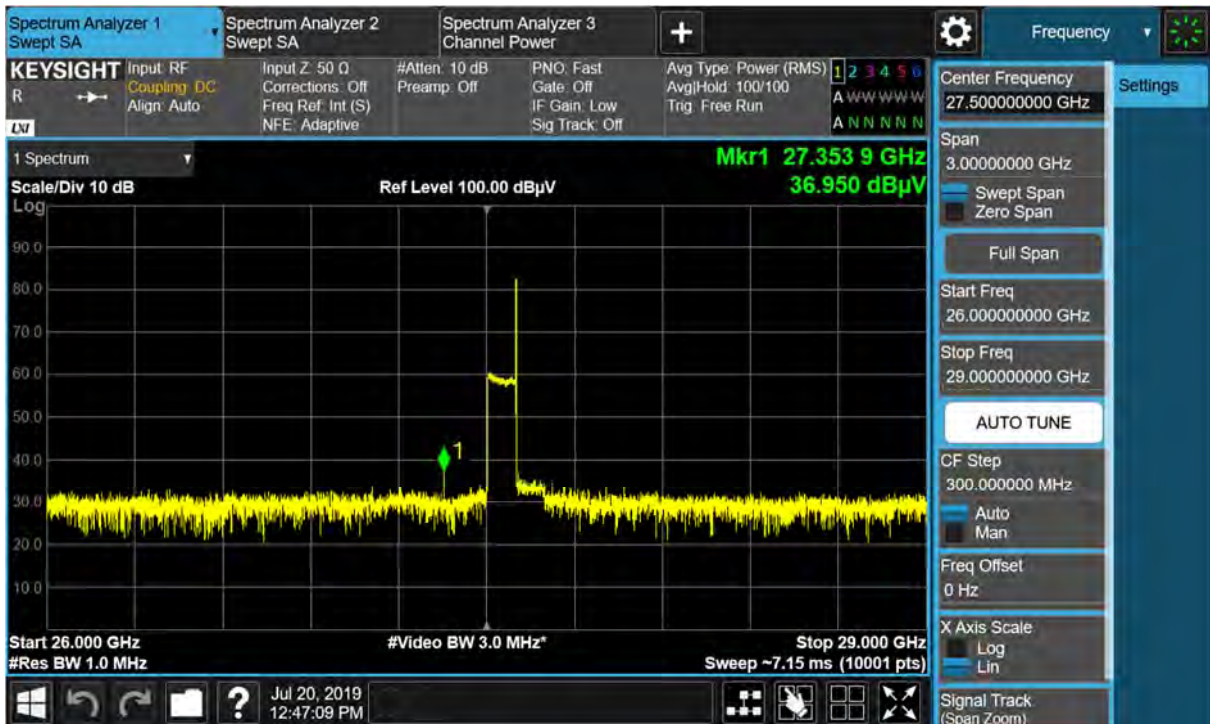 Spectrum Analyzer 1
Swept SA
Spectrum Analyzer 2
Swept SA
Spectrum Analyzer 3
Channel Power
+
Frequency
KEYSIGHT
R
LXI
Input: RF
Coupling: DC
Align: Auto
Input Z: 50 Ω
Corrections: Off
Freq Ref: Int (S)
NFE: Adaptive
#Atten: 10 dB
Preamp: Off
PNO: Fast
Gate: Off
IF Gain: Low
Sig Track: Off
Avg Type: Power (RMS)
Avg|Hold: 100/100
Trig: Free Run
1 2 3 4 5 6
A W W W W W
A N N N N N
1 Spectrum
Scale/Div 10 dB
Ref Level 100.00 dBµV
Mkr1 27.353 9 GHz
36.950 dBµV
Log
90.0
80.0
70.0
60.0
50.0
40.0
30.0
20.0
10.0
1
Start 26.000 GHz
#Res BW 1.0 MHz
#Video BW 3.0 MHz*
Stop 29.000 GHz
Sweep ~7.15 ms (10001 pts)
Center Frequency
27.500000000 GHz
Settings
Span
3.00000000 GHz
Swept Span
Zero Span
Full Span
Start Freq
26.000000000 GHz
Stop Freq
29.000000000 GHz
AUTO TUNE
CF Step
300.000000 MHz
Auto
Man
Freq Offset
0 Hz
X Axis Scale
Log
Lin
Signal Track
(Span Zoom)
?
Jul 20, 2019
12:47:09 PM